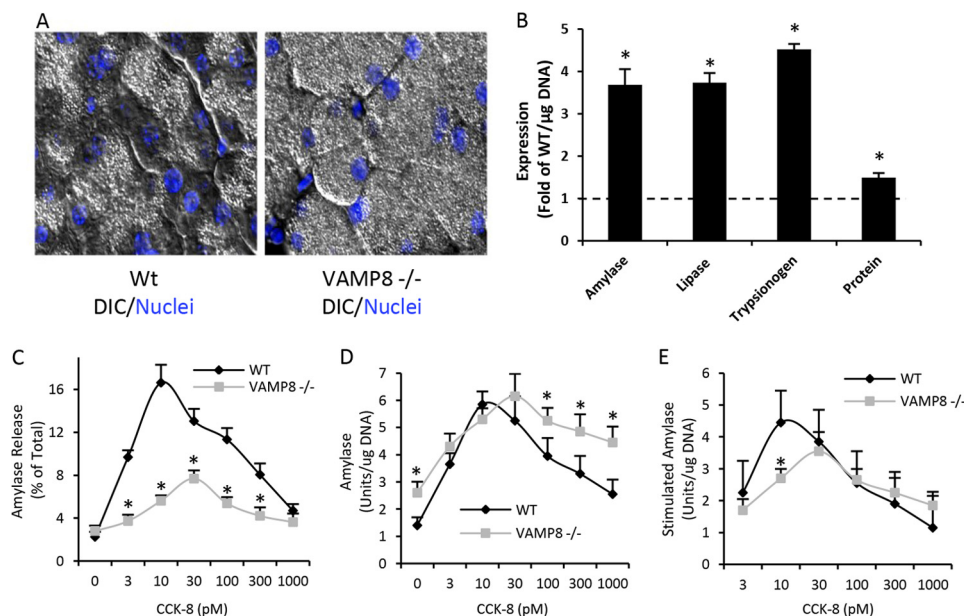 A
Wt
DIC/Nuclei
VAMP8 -/-
DIC/Nuclei
B
Expression
(Fold of WT/µg DNA)
5
4
3
2
1
0
*
*
*
*
Amylase
Lipase
Trypsionogen
Protein
C
Amylase Release
(% of Total)
16
12
8
4
0
WT
VAMP8 -/-
*
*
*
*
*
0 3 10 30 100 300 1000
CCK-8 (pM)
D
Amylase
(Units/ug DNA)
7
6
5
4
3
2
1
0
*
*
*
*
WT
VAMP8 -/-
0 3 10 30 100 300 1000
CCK-8 (pM)
E
Stimulated Amylase
(Units/ug DNA)
6
5
4
3
2
1
0
WT
VAMP8 -/-
*
3 10 30 100 300 1000
CCK-8 (pM)